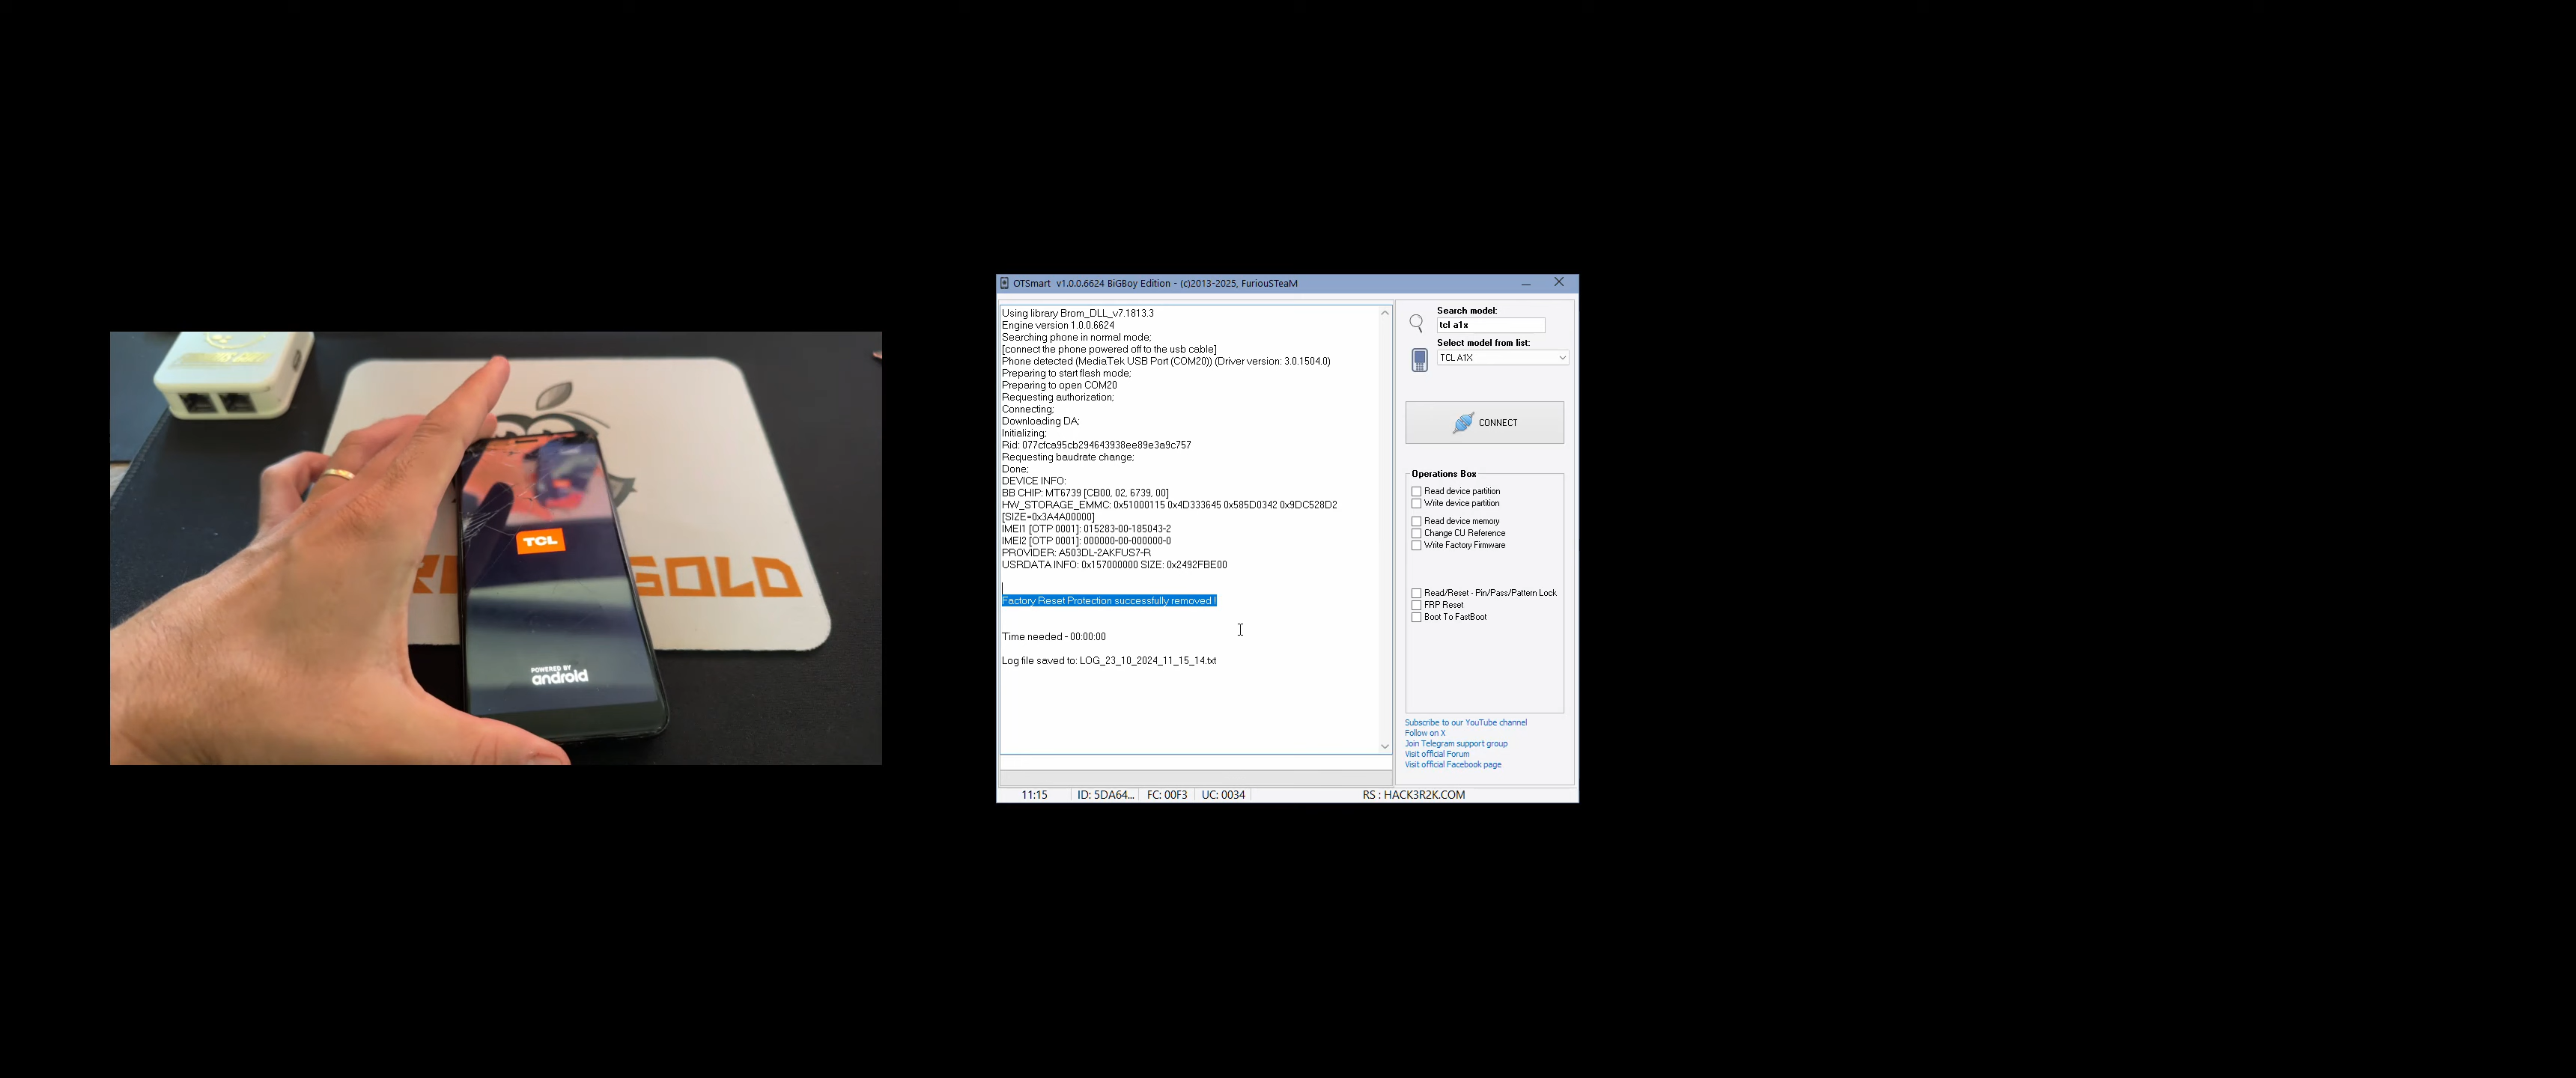 TCL
GOLD
POWERED BY
android
OTSmart v1.0.0.6624 BiGBoy Edition - (c)2013-2025, FuriouSTeaM
Using library Brom_DLL_v7.1813.3
Engine version 1.0.0.6624
Searching phone in normal mode;
[connect the phone powered off to the usb cable]
Phone detected (MediaTek USB Port (COM20)) (Driver version: 3.0.1504.0)
Preparing to start flash mode;
Preparing to open COM20
Requesting authorization;
Connecting;
Downloading DA;
Initializing;
Rid: 077cfca95cb294643938ee89e3a9c757
Requesting baudrate change;
Done;
DEVICE INFO:
BB CHIP: MT6739 [CB00, 02, 6739, 00]
HW_STORAGE_EMMC: 0x51000115 0x4D333645 0x585D0342 0x9DC528D2
[SIZE=0x3A4A00000]
IMEI1 [OTP 0001]: 015283-00-185043-2
IMEI2 [OTP 0001]: 000000-00-000000-0
PROVIDER: A503DL-2AKFUS7-R
USRDATA INFO: 0x157000000 SIZE: 0x2492FBE00
Factory Reset Protection successfully removed !
Time needed - 00:00:00
Log file saved to: LOG_23_10_2024_11_15_14.txt
Search model:
tcl a1x
Select model from list:
TCL A1X
CONNECT
Operations Box
Read device partition
Write device partition
Read device memory
Change CU Reference
Write Factory Firmware
Read/Reset - Pin/Pass/Pattern Lock
FRP Reset
Boot To FastBoot
Subscribe to our YouTube channel
Follow on X
Join Telegram support group
Visit official Forum
Visit official Facebook page
11:15 ID: 5DA64... FC: 00F3 UC: 0034 RS : HACK3R2K.COM